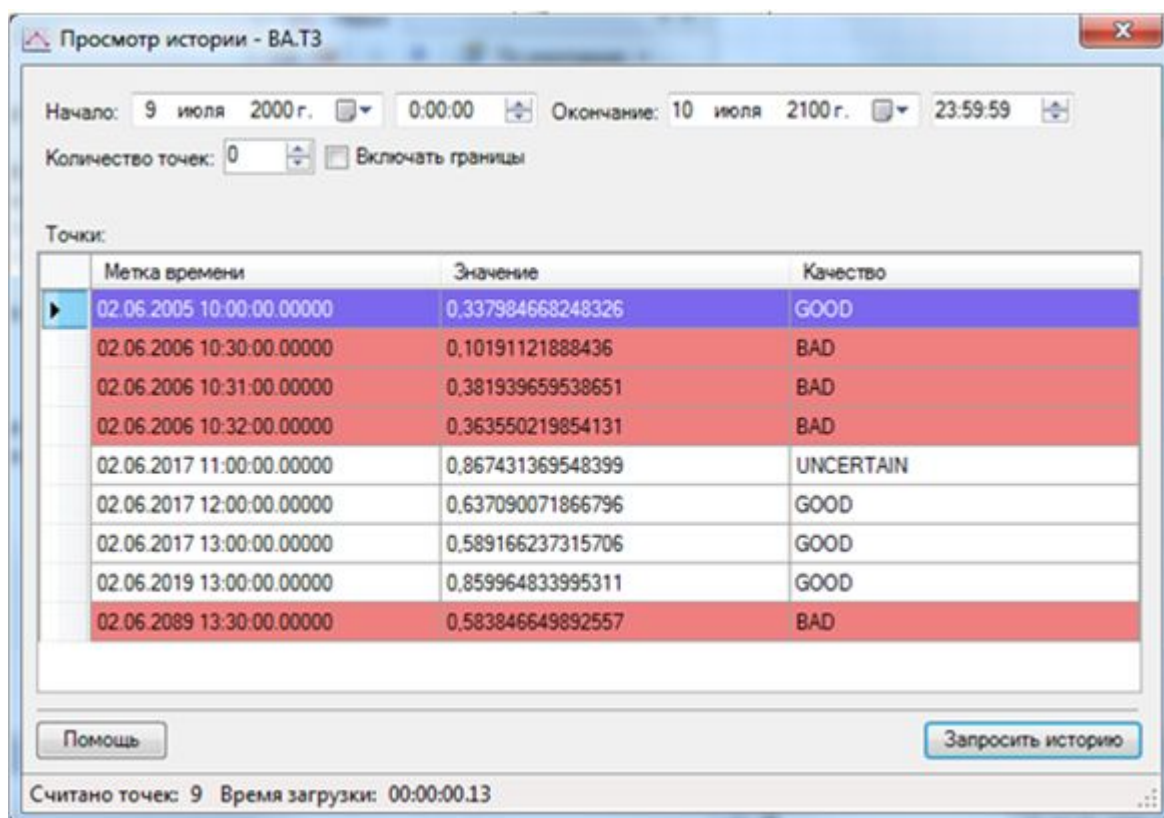 Просмотр истории - BA.T3
Начало: 9 июля 2000 г. 0:00:00 Окончание: 10 июля 2100 г. 23:59:59
Количество точек: 0 Включать границы
Точки:
Метка времени Значение Качество
02.06.2005 10:00:00.00000 0,337984668248326 GOOD
02.06.2006 10:30:00.00000 0,10191121888436 BAD
02.06.2006 10:31:00.00000 0,381939659538651 BAD
02.06.2006 10:32:00.00000 0,363550219854131 BAD
02.06.2017 11:00:00.00000 0,867431369548399 UNCERTAIN
02.06.2017 12:00:00.00000 0,637090071866796 GOOD
02.06.2017 13:00:00.00000 0,589166237315706 GOOD
02.06.2019 13:00:00.00000 0,859964833995311 GOOD
02.06.2089 13:30:00.00000 0,583846649892557 BAD
Помощь Запросить историю
Считано точек: 9 Время загрузки: 00:00:00.13